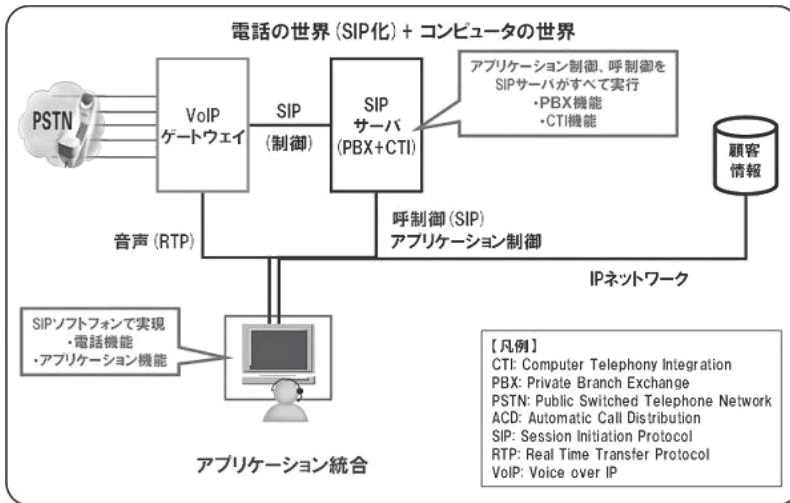 電話の世界(SIP化)+コンピュータの世界
PSTN
VoIP
ゲートウェイ
SIP
(制御)
SIP
サーバ
(PBX+CTI)
アプリケーション制御、呼制御を
SIPサーバがすべて実行
・PBX機能
・CTI機能
顧客
情報
音声(RTP)
呼制御(SIP)
アプリケーション制御
IPネットワーク
SIPソフトフォンで実現
・電話機能
・アプリケーション機能
アプリケーション統合
【凡例】
CTI: Computer Telephony Integration
PBX: Private Branch Exchange
PSTN: Public Switched Telephone Network
ACD: Automatic Call Distribution
SIP: Session Initiation Protocol
RTP: Real Time Transfer Protocol
VoIP: Voice over IP